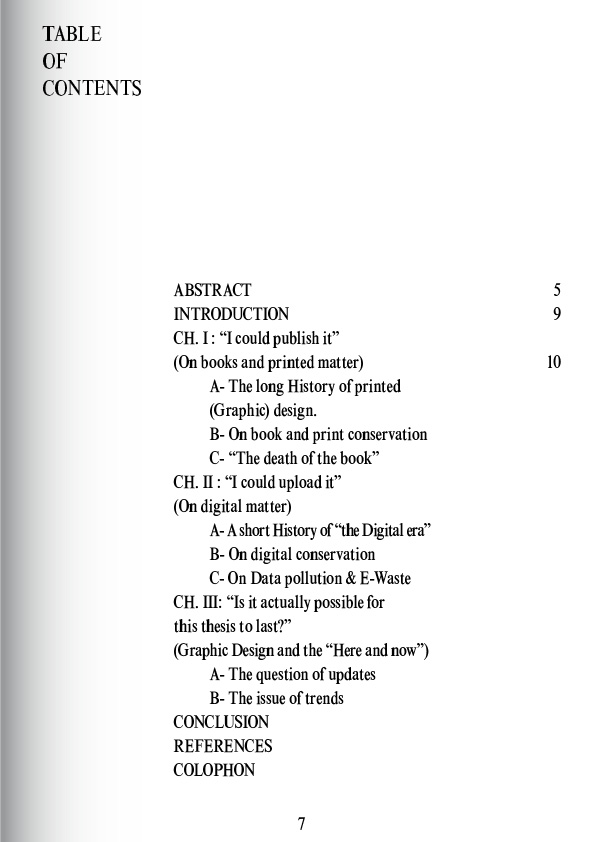 TABLE
OF
CONTENTS
ABSTRACT 5
INTRODUCTION 9
CH. I : “I could publish it”
(On books and printed matter) 10
A- The long History of printed
(Graphic) design.
B- On book and print conservation
C- “The death of the book”
CH. II : “I could upload it”
(On digital matter)
A- A short History of “the Digital era”
B- On digital conservation
C- On Data pollution & E-Waste
CH. III: “Is it actually possible for
this thesis to last?”
(Graphic Design and the “Here and now”)
A- The question of updates
B- The issue of trends
CONCLUSION
REFERENCES
COLOPHON
7